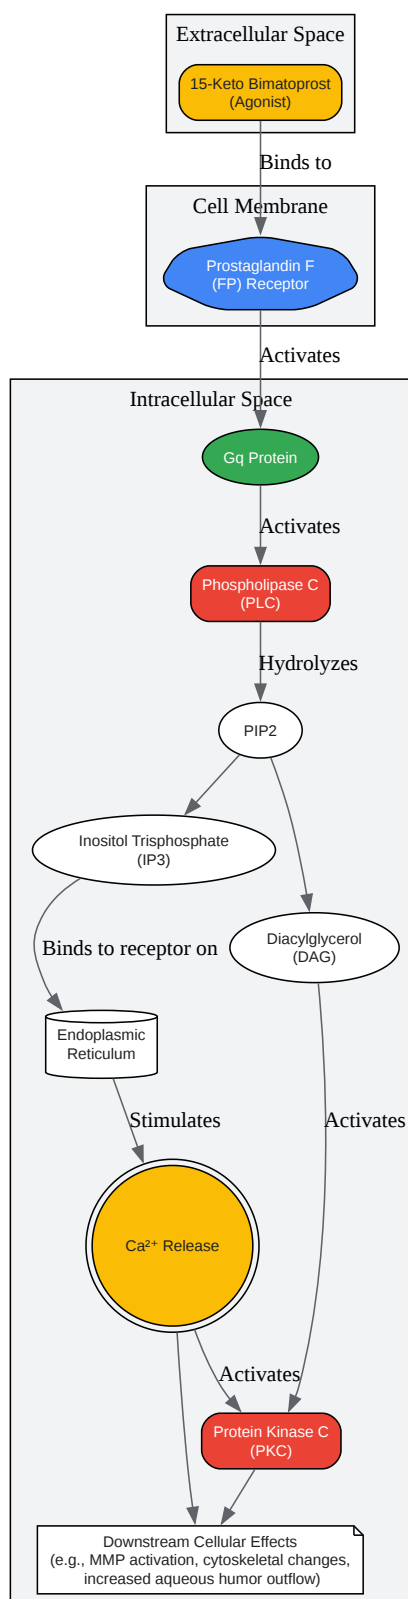 Extracellular Space
15-Keto Bimatoprost
(Agonist)
Binds to
Cell Membrane
Prostaglandin F
(FP) Receptor
Activates
Intracellular Space
Gq Protein
Activates
Phospholipase C
(PLC)
Hydrolyzes
PIP2
Inositol Trisphosphate
(IP3)
Diacylglycerol
(DAG)
Binds to receptor on
Endoplasmic
Reticulum
Stimulates
Activates
Ca²⁺ Release
Activates
Protein Kinase C
(PKC)
Downstream Cellular Effects
(e.g., MMP activation, cytoskeletal changes,
increased aqueous humor outflow)